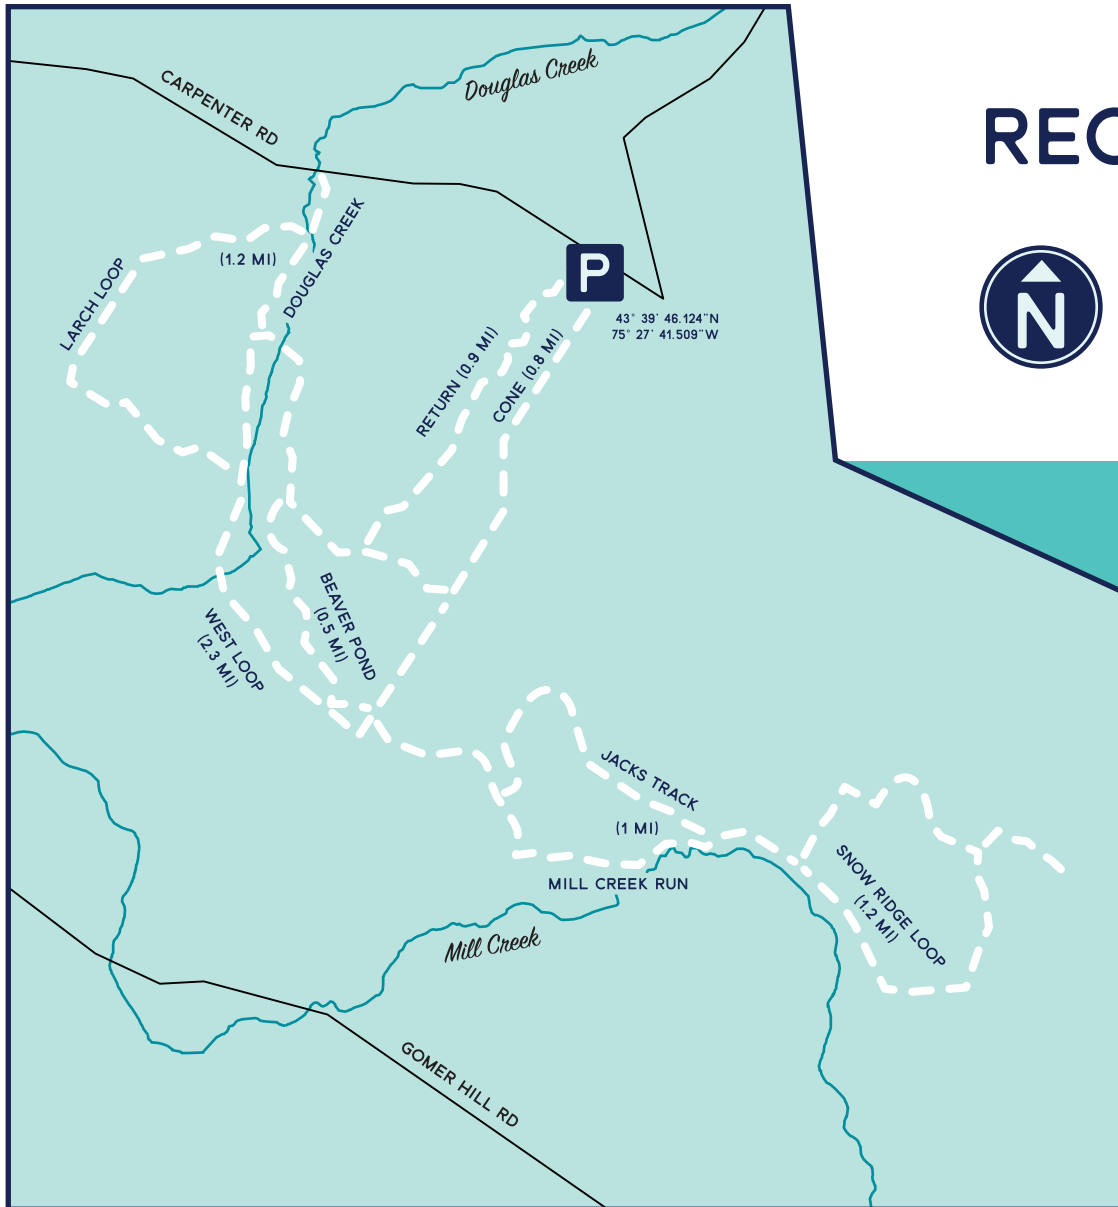 Douglas Creek
CARPENTER RD
REC
P
N
DOUGLAS CREEK
(1.2 MI)
LARCH LOOP
43° 39' 46.124"N
75° 27' 41.509"W
RETURN (0.9 MI)
CONE (0.8 MI)
BEAVER POND
(0.5 MI)
WEST LOOP
(2.3 MI)
JACKS TRACK
(1 MI)
MILL CREEK RUN
SNOW RIDGE LOOP
(1.2 MI)
Mill Creek
GOMER HILL RD